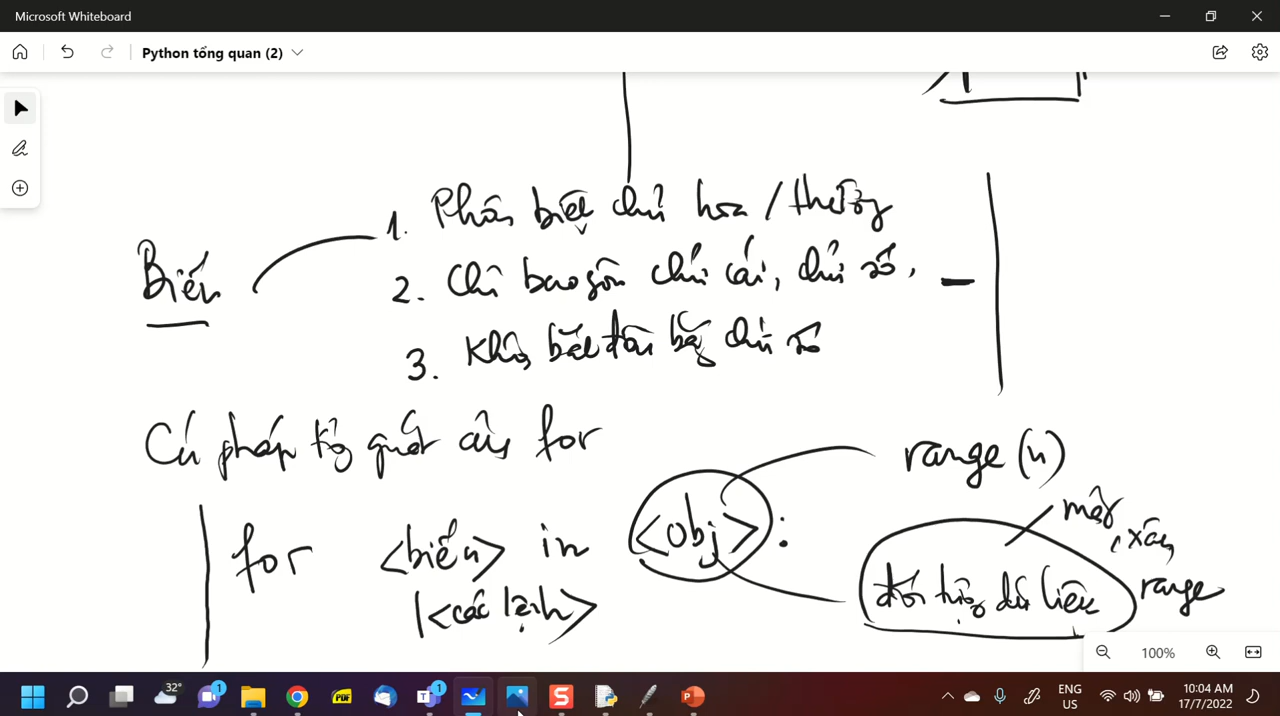 Microsoft Whiteboard
Python tổng quan (2)
1. Phân biệt chữ hoa / thường
Biến
2. Chỉ bao gồm chữ cái, chữ số, _
3. Không bắt đầu bằng chữ số
Cú pháp tổng quát câu for
range (n)
for <biến> in <obj> :
<các lệnh>
mảng, xâu,
range
đối tượng dữ liệu
100%
32°
1
1
ENG
US
10:04 AM
17/7/2022